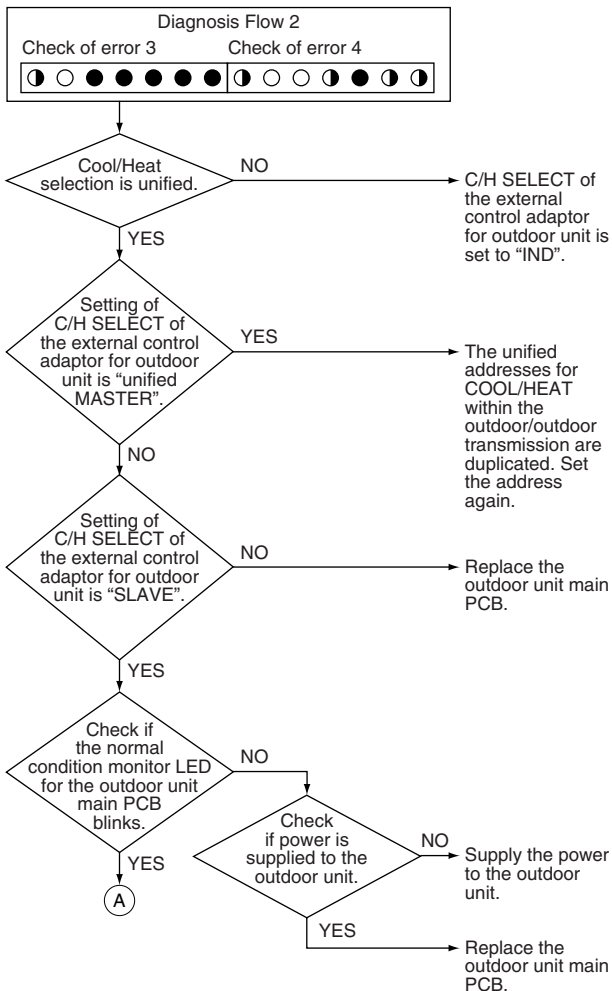 Diagnosis Flow 2
Check of error 3
Check of error 4
Cool/Heat
selection is unified.
NO
C/H SELECT of
the external
control adaptor
for outdoor unit is
set to “IND”.
YES
Setting of
C/H SELECT of
the external control
adaptor for outdoor
unit is “unified
MASTER”.
YES
The unified
addresses for
COOL/HEAT
within the
outdoor/outdoor
transmission are
duplicated. Set
the address
again.
NO
Setting of
C/H SELECT of
the external control
adaptor for outdoor
unit is “SLAVE”.
NO
Replace the
outdoor unit main
PCB.
YES
Check if
the normal
condition monitor LED
for the outdoor unit
main PCB
blinks.
NO
YES
A
Check
if power is
supplied to the
outdoor unit.
NO
Supply the power
to the outdoor
unit.
YES
Replace the
outdoor unit main
PCB.